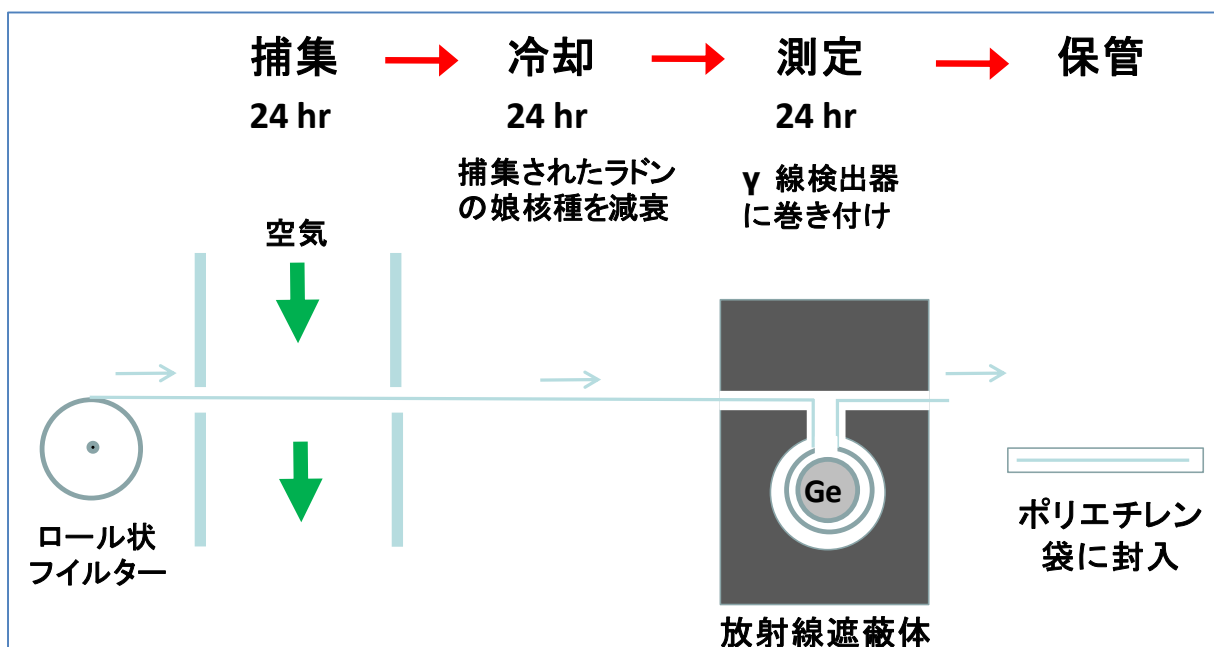 捕集 冷却 測定 保管
24 hr 24 hr 24 hr
捕集されたラドン
の娘核種を減衰
γ 線検出器
に巻き付け
空気
Ge
ロール状
フイルター
ポリエチレン
袋に封入
放射線遮蔽体